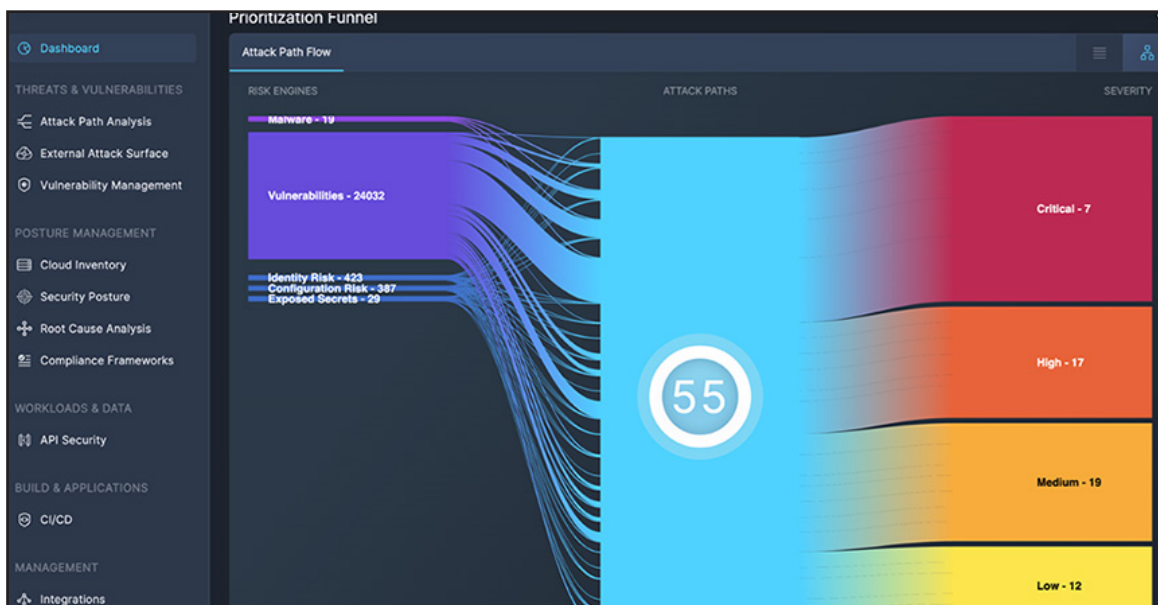 Prioritization Funnel
Dashboard
THREATS & VULNERABILITIES
Attack Path Analysis
External Attack Surface
Vulnerability Management
POSTURE MANAGEMENT
Cloud Inventory
Security Posture
Root Cause Analysis
Compliance Frameworks
WORKLOADS & DATA
API Security
BUILD & APPLICATIONS
CI/CD
MANAGEMENT
Integrations
Attack Path Flow
RISK ENGINES
ATTACK PATHS
SEVERITY
Malware - 19
Vulnerabilities - 24032
Identity Risk - 423
Configuration Risk - 387
Exposed Secrets - 29
55
Critical - 7
High - 17
Medium - 19
Low - 12